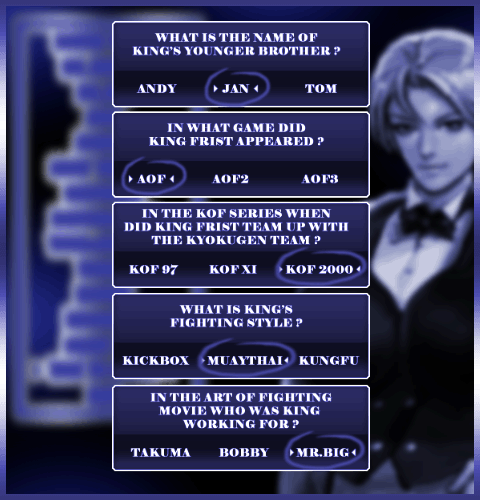 WHAT IS THE NAME OF
KING'S YOUNGER BROTHER ?
ANDY JAN TOM
IN WHAT GAME DID
KING FRIST APPEARED ?
AOF AOF2 AOF3
IN THE KOF SERIES WHEN
DID KING FRIST TEAM UP WITH
THE KYOKUGEN TEAM ?
KOF 97 KOF XI KOF 2000
WHAT IS KING'S
FIGHTING STYLE ?
KICKBOX MUAYTHAI KUNGFU
IN THE ART OF FIGHTING
MOVIE WHO WAS KING
WORKING FOR ?
TAKUMA BOBBY MR.BIG